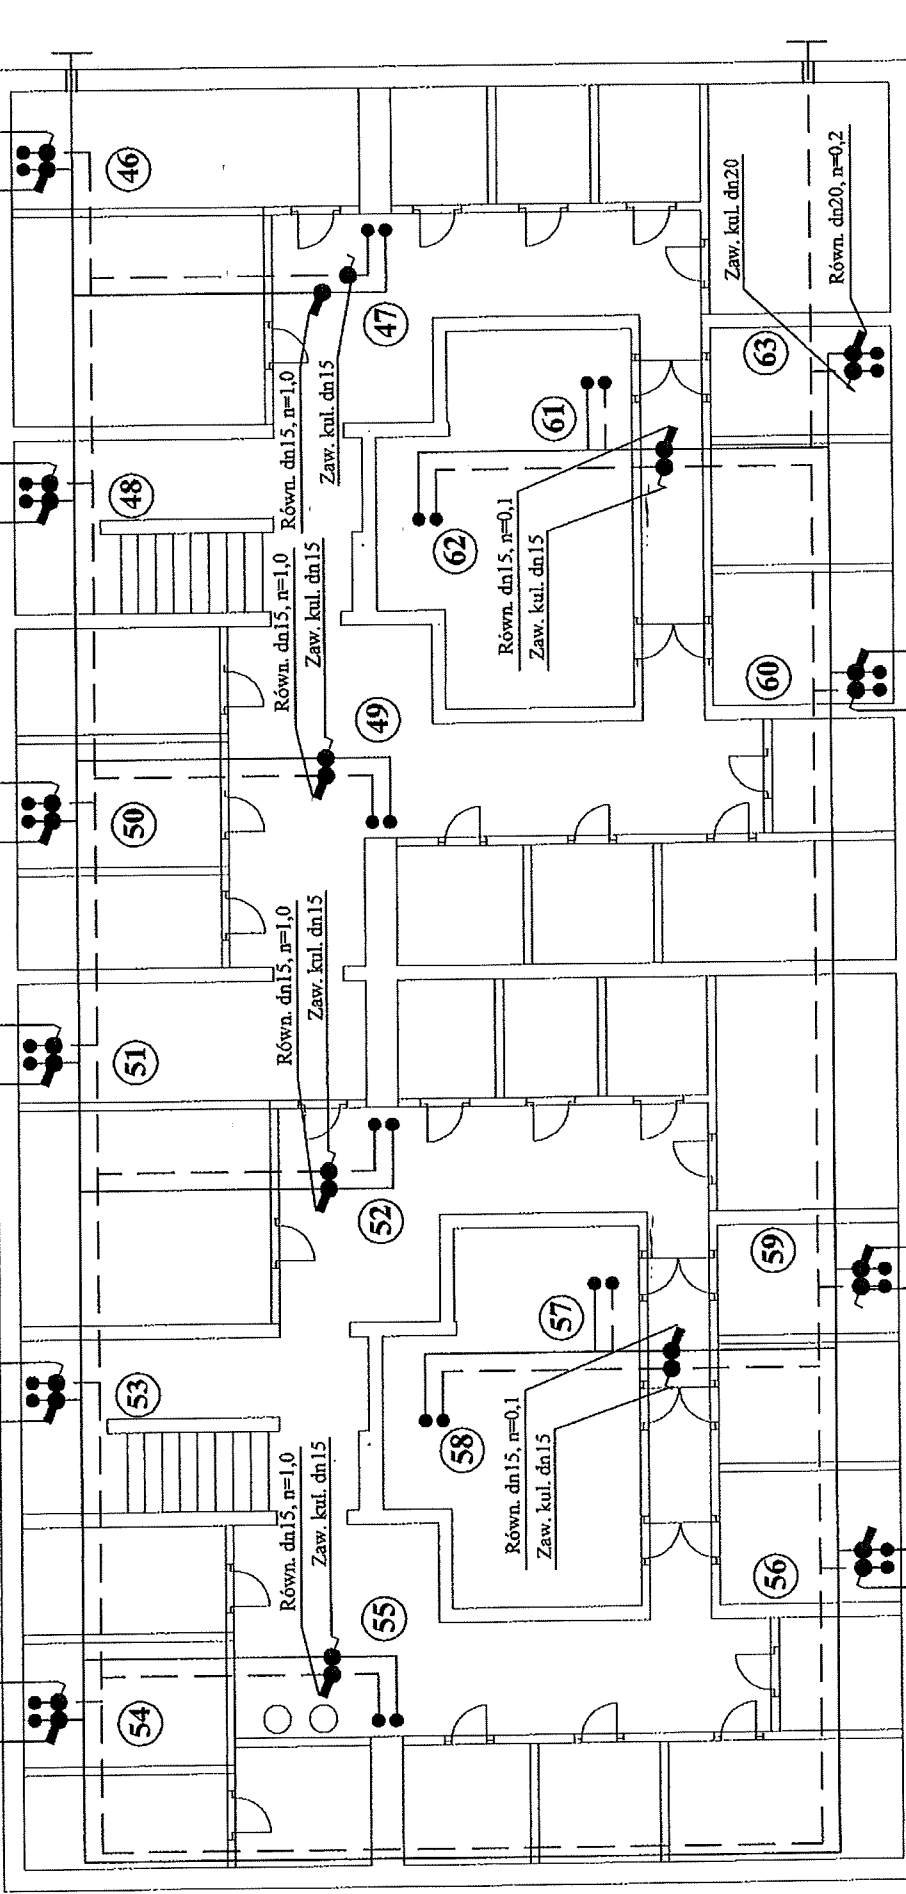 46
47
Równ. dn15, n=1,0
Zaw. kul. dn15
48
Równ. dn15, n=1,0
Zaw. kul. dn15
49
50
Równ. dn15, n=1,0
Zaw. kul. dn15
51
52
53
Równ. dn15, n=1,0
Zaw. kul. dn15
54
55
56
57
58
Równ. dn15, n=0,1
Zaw. kul. dn15
59
60
61
62
Równ. dn15, n=0,1
Zaw. kul. dn15
63
Zaw. kul. dn20
Równ. dn20, n=0,2